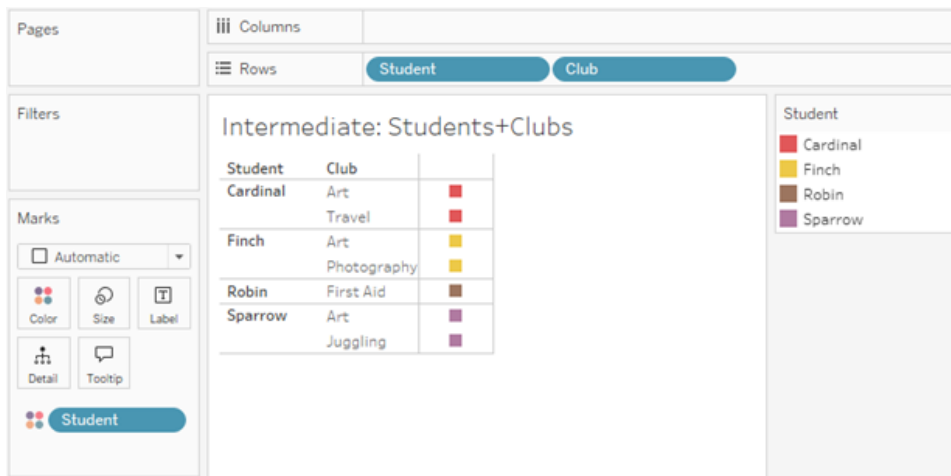 Pages
Columns
Rows
Student
Club
Filters
Marks
Automatic
Color
Size
Label
Detail
Tooltip
Student
Intermediate: Students+Clubs
Student Club
Cardinal Art
Travel
Finch Art
Photography
Robin First Aid
Sparrow Art
Juggling
Student
Cardinal
Finch
Robin
Sparrow